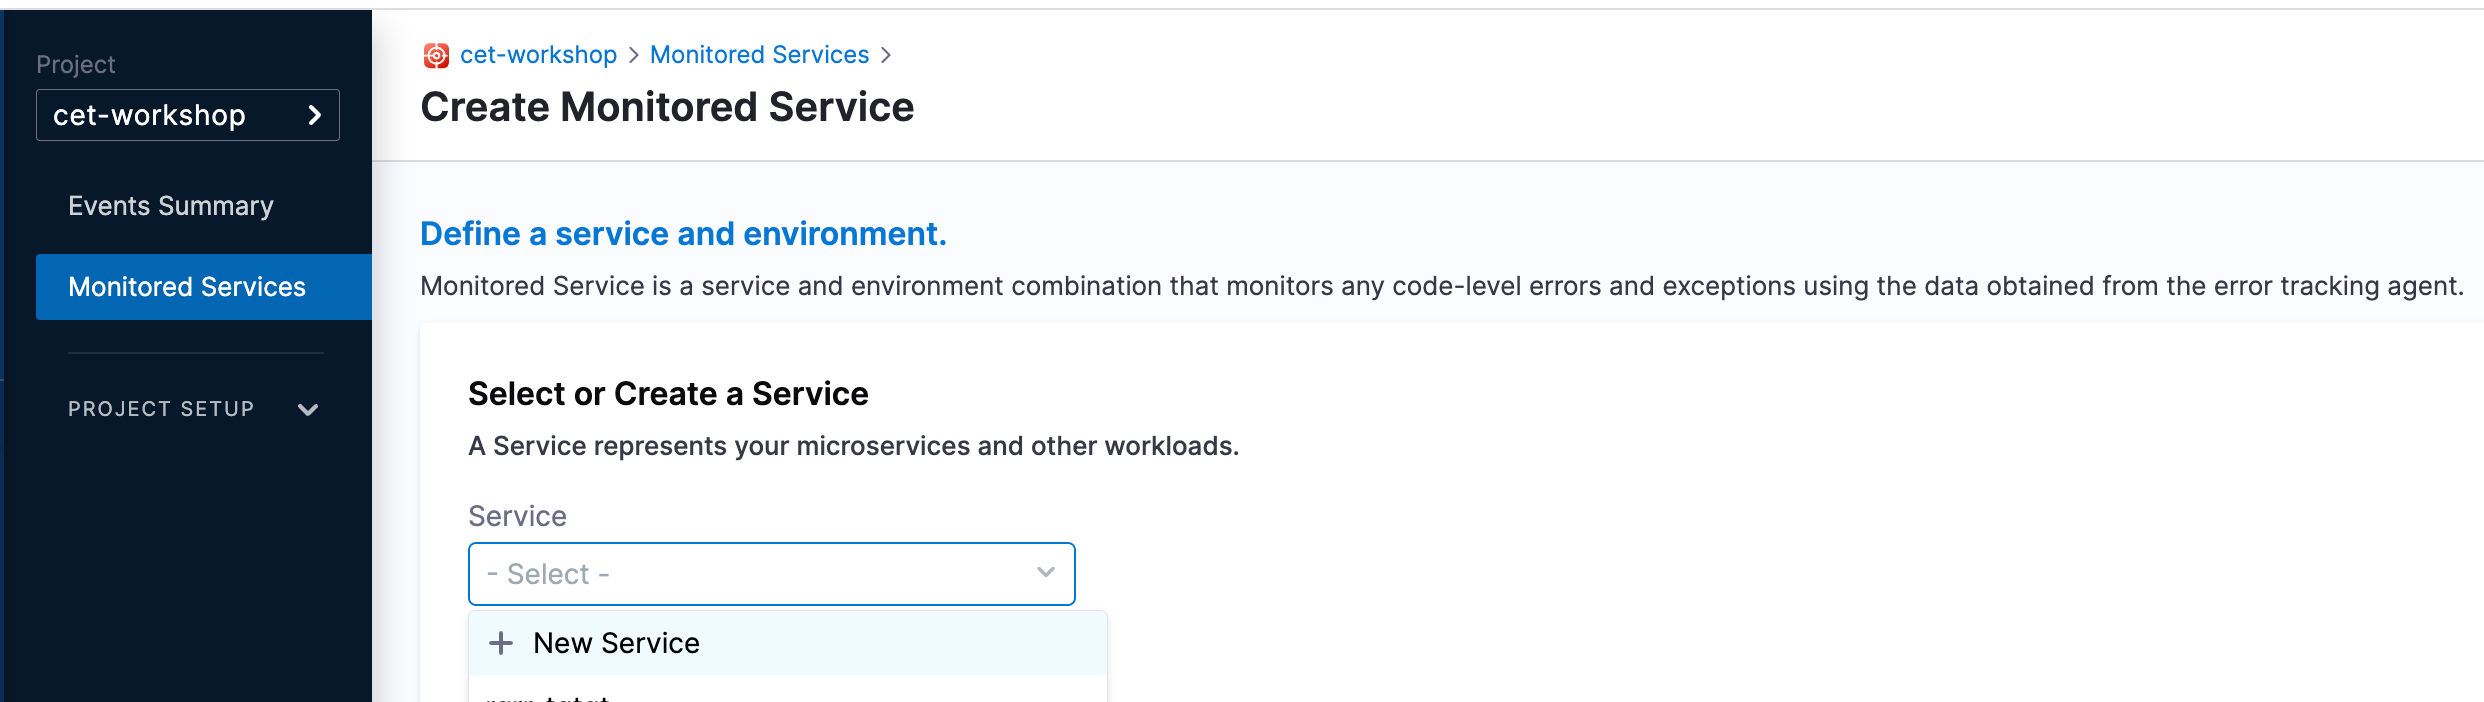 Project
cet-workshop
Events Summary
Monitored Services
PROJECT SETUP
cet-workshop > Monitored Services >
Create Monitored Service
Define a service and environment.
Monitored Service is a service and environment combination that monitors any code-level errors and exceptions using the data obtained from the error tracking agent.
Select or Create a Service
A Service represents your microservices and other workloads.
Service
- Select -
+ New Service